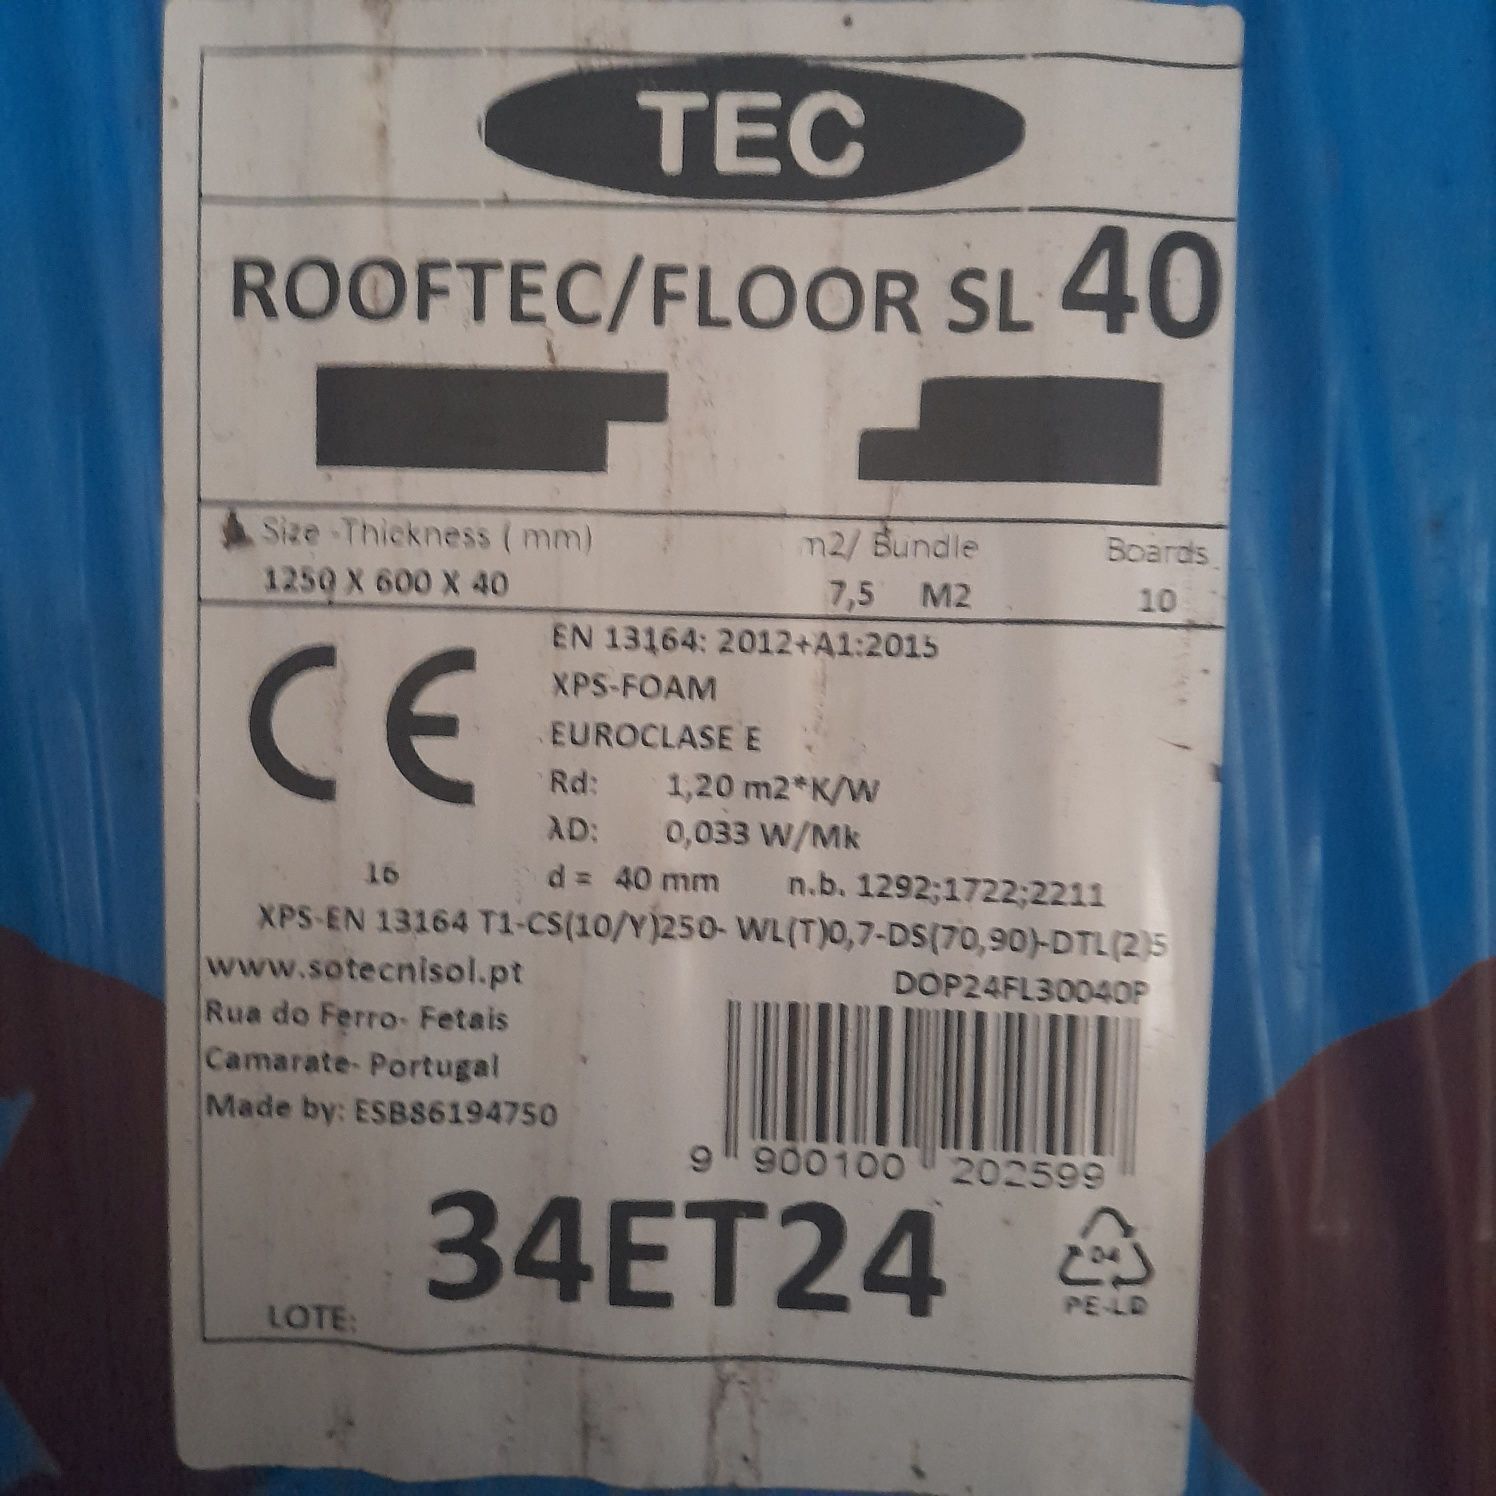 TEC
ROOFTEC/FLOOR SL 40
Size -Thickness ( mm) m2/ Bundle Boards
1250 X 600 X 40 7,5 M2 10
CE
EN 13164: 2012+A1:2015
XPS-FOAM
EUROCLASE E
Rd: 1,20 m2*K/W
λD: 0,033 W/Mk
16 d = 40 mm n.b. 1292;1722;2211
XPS-EN 13164 T1-CS(10/Y)250- WL(T)0,7-DS(70,90)-DTL(2)5
www.sotecnisol.pt
DOP24FL30040P
Rua do Ferro- Fetais
Camarate- Portugal
Made by: ESB86194750
9 900100 202599
LOTE: 34ET24
04
PE-LD